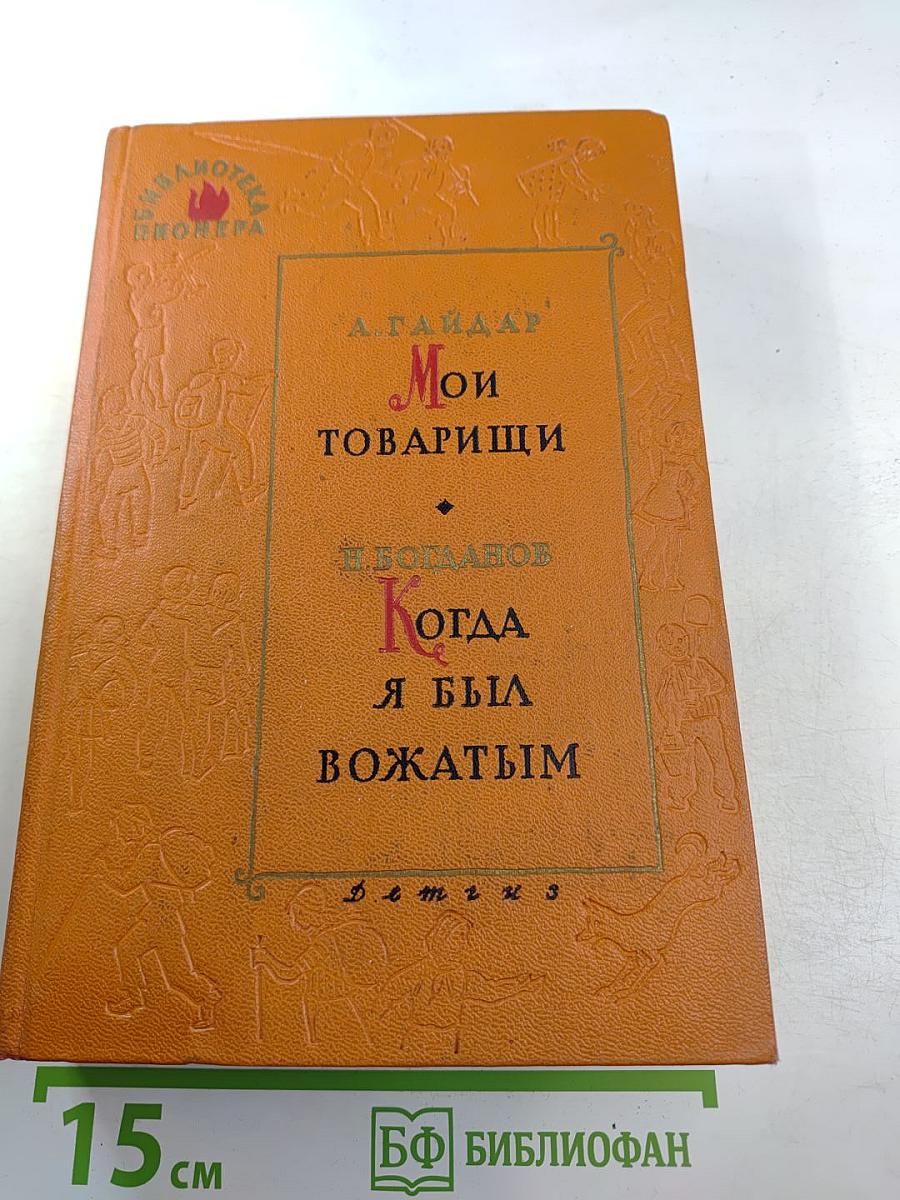 БИБЛИОТЕКА
ПИОНЕРА
А. ГАЙДАР
Мои
товарищи
Н. БОГДАНОВ
Когда
я был
вожатым
Детгиз
15 см
БФ БИБЛИОФАН